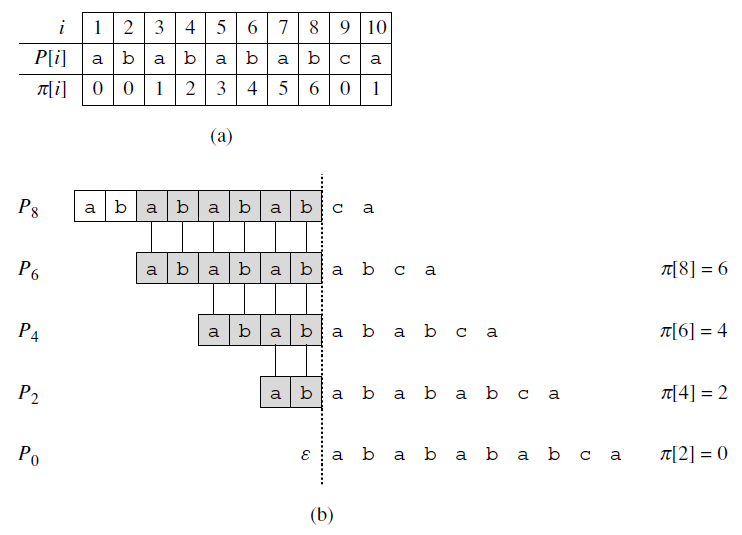 i 1 2 3 4 5 6 7 8 9 10
P[i] a b a b a b a b c a
π[i] 0 0 1 2 3 4 5 6 0 1
(a)
P8 a b a b a b a b c a
P6 a b a b a b a b c a π[8] = 6
P4 a b a b a b a b c a π[6] = 4
P2 a b a b a b a b c a π[4] = 2
P0 ε a b a b a b a b c a π[2] = 0
(b)